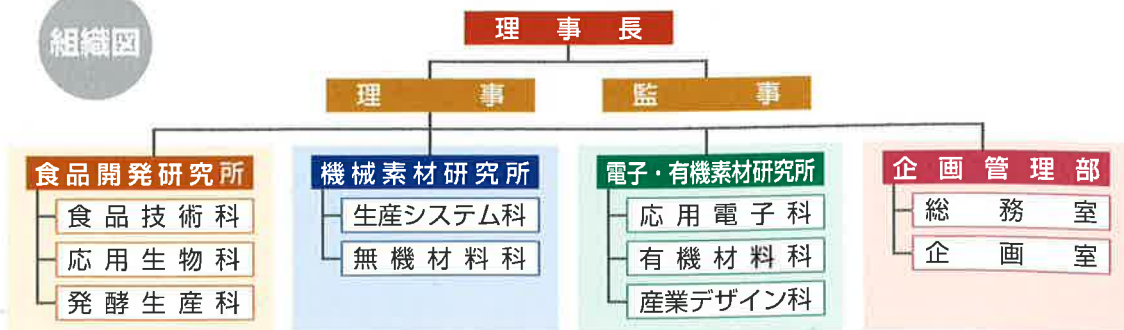 組織図
理事長
理事
監事
食品開発研究所
食品技術科
応用生物科
発酵生産科
機械素材研究所
生産システム科
無機材料科
電子・有機素材研究所
応用電子科
有機材料科
産業デザイン科
企画管理部
総務室
企画室